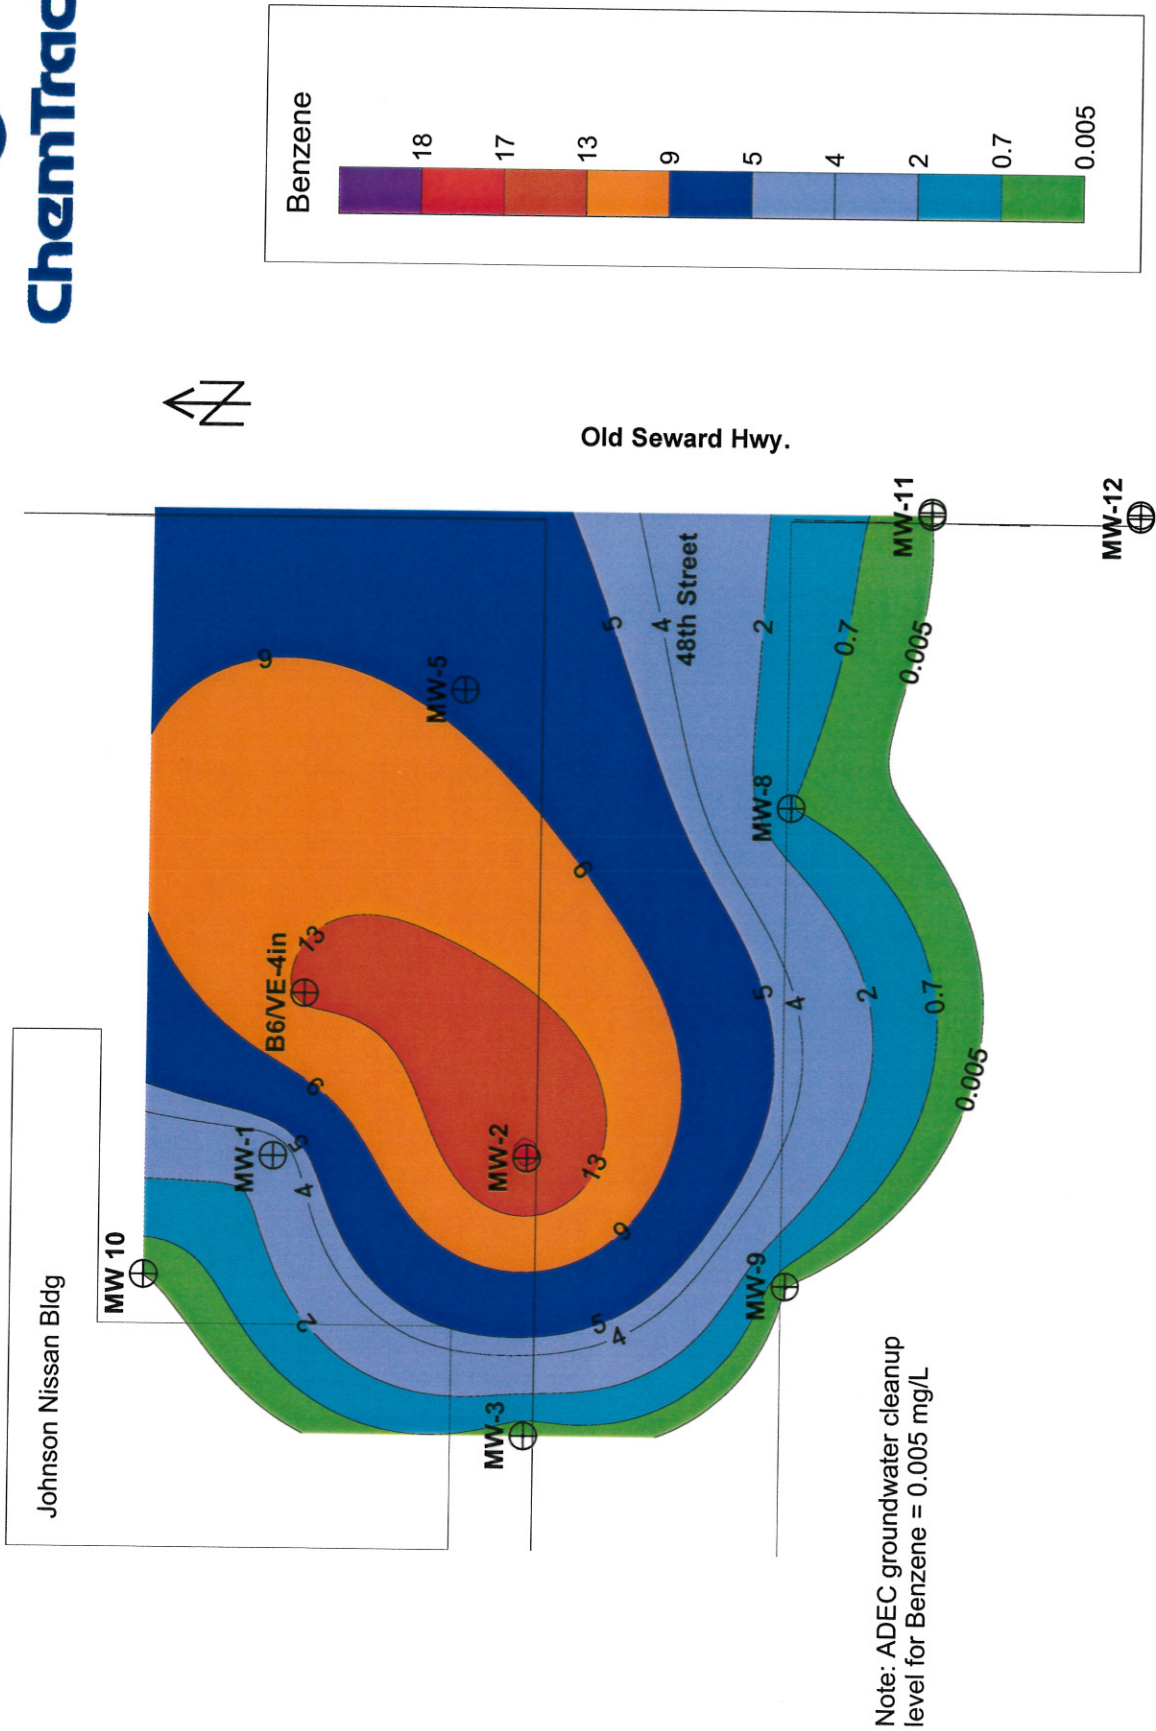 ChemTrac
Benzene
18
17
13
9
5
4
2
0.7
0.005
N
Old Seward Hwy.
Johnson Nissan Bldg
MW 10
MW-1
B6/VE-4in
MW-5
MW-2
MW-3
MW-9
MW-8
48th Street
MW-11
MW-12
9
13
9
5
4
2
13
9
5
4
9
5
4
2
0.7
0.005
5
4
2
0.7
0.005
Note: ADEC groundwater cleanup
level for Benzene = 0.005 mg/L